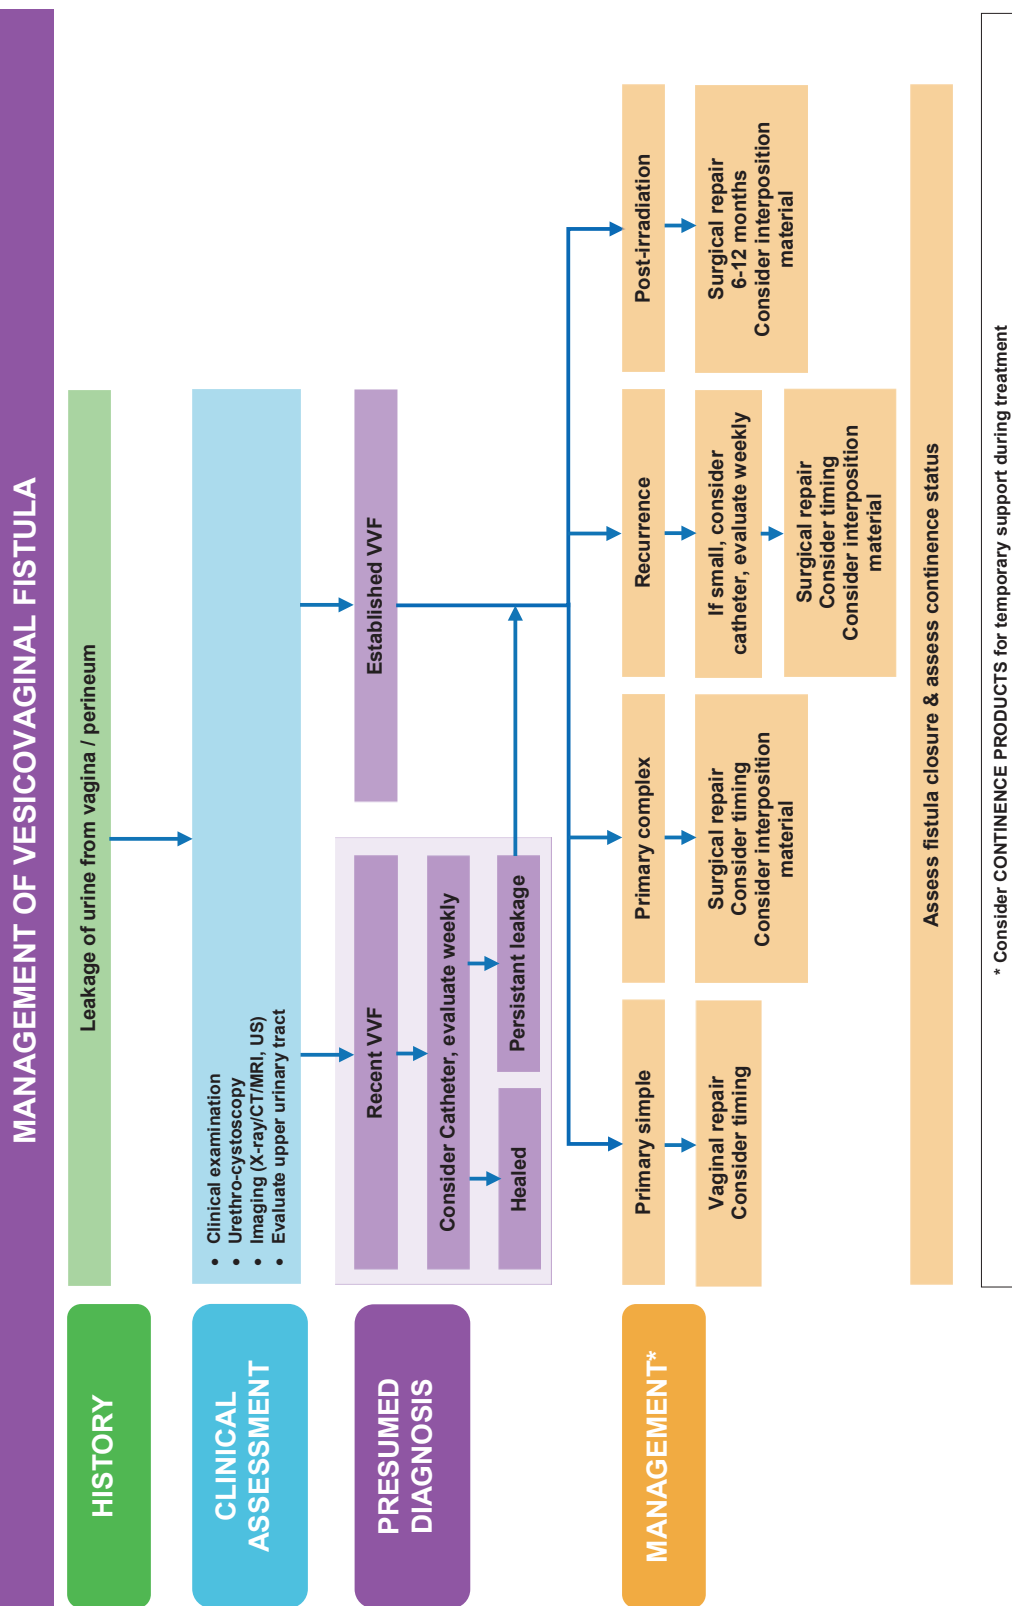 MANAGEMENT OF VESICOVAGINAL FISTULA
HISTORY
Leakage of urine from vagina / perineum
CLINICAL
ASSESSMENT
• Clinical examination
• Urethro-cystoscopy
• Imaging (X-ray/CT/MRI, US)
• Evaluate upper urinary tract
PRESUMED
DIAGNOSIS
Recent VVF
Established VVF
Consider Catheter, evaluate weekly
Healed
Persistant leakage
MANAGEMENT*
Primary simple
Primary complex
Recurrence
Post-irradiation
Vaginal repair
Consider timing
Surgical repair
Consider timing
Consider interposition
material
If small, consider
catheter, evaluate weekly
Surgical repair
Consider timing
Consider interposition
material
Surgical repair
6-12 months
Consider interposition
material
Assess fistula closure & assess continence status
* Consider CONTINENCE PRODUCTS for temporary support during treatment